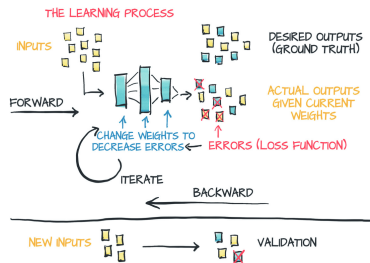 THE LEARNING PROCESS
INPUTS
DESIRED OUTPUTS
(GROUND TRUTH)
ACTUAL OUTPUTS
GIVEN CURRENT
WEIGHTS
FORWARD
CHANGE WEIGHTS TO
DECREASE ERRORS
ERRORS (LOSS FUNCTION)
ITERATE
BACKWARD
NEW INPUTS
VALIDATION